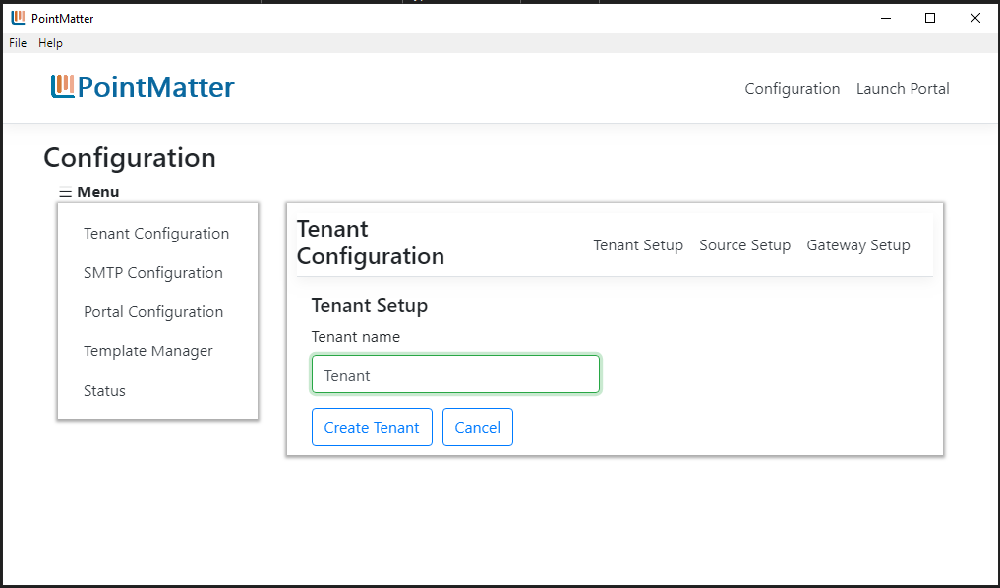 PointMatter
File Help
PointMatter
Configuration Launch Portal
Configuration
☰ Menu
Tenant Configuration
SMTP Configuration
Portal Configuration
Template Manager
Status
Tenant
Configuration
Tenant Setup Source Setup Gateway Setup
Tenant Setup
Tenant name
Tenant
Create Tenant Cancel